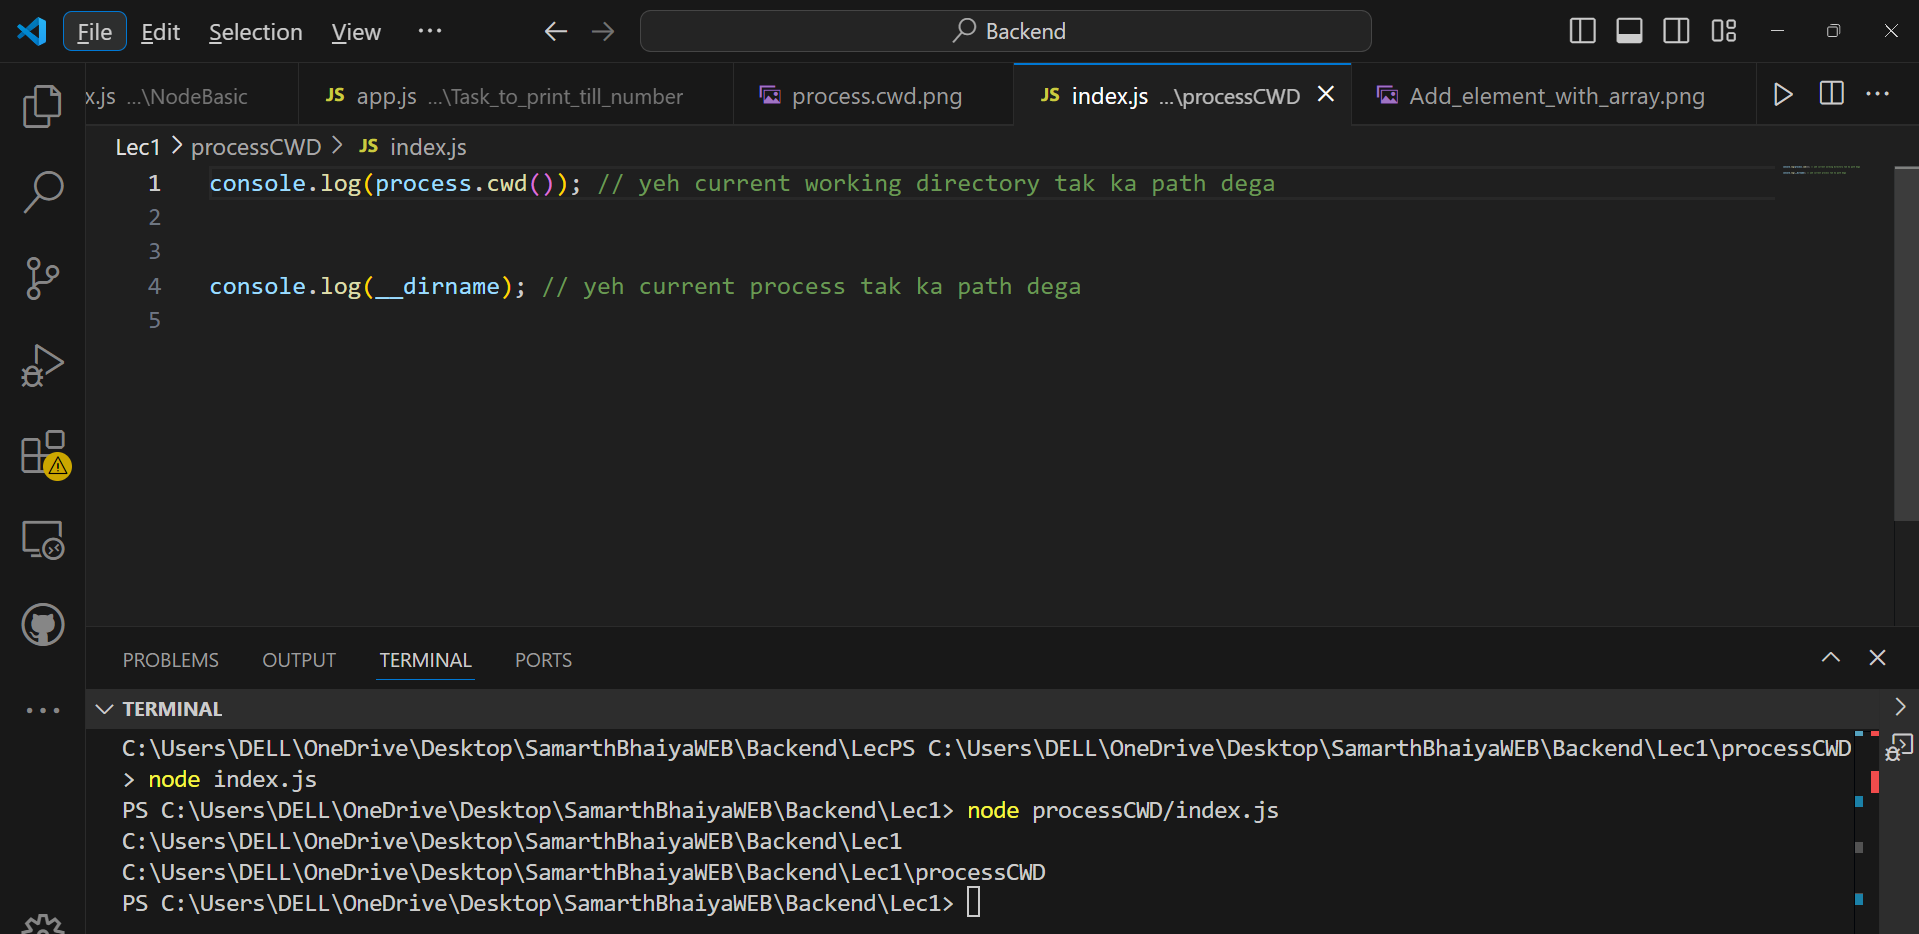 File Edit Selection View ··· Backend
x.js ...\NodeBasic JS app.js ...\Task_to_print_till_number process.cwd.png JS index.js ...\processCWD Add_element_with_array.png
Lec1 > processCWD > JS index.js
1 console.log(process.cwd()); // yeh current working directory tak ka path dega
2
3
4 console.log(__dirname); // yeh current process tak ka path dega
5
PROBLEMS OUTPUT TERMINAL PORTS
TERMINAL
C:\Users\DELL\OneDrive\Desktop\SamarthBhaiyaWEB\Backend\LecPS C:\Users\DELL\OneDrive\Desktop\SamarthBhaiyaWEB\Backend\Lec1\processCWD
> node index.js
PS C:\Users\DELL\OneDrive\Desktop\SamarthBhaiyaWEB\Backend\Lec1> node processCWD/index.js
C:\Users\DELL\OneDrive\Desktop\SamarthBhaiyaWEB\Backend\Lec1
C:\Users\DELL\OneDrive\Desktop\SamarthBhaiyaWEB\Backend\Lec1\processCWD
PS C:\Users\DELL\OneDrive\Desktop\SamarthBhaiyaWEB\Backend\Lec1>